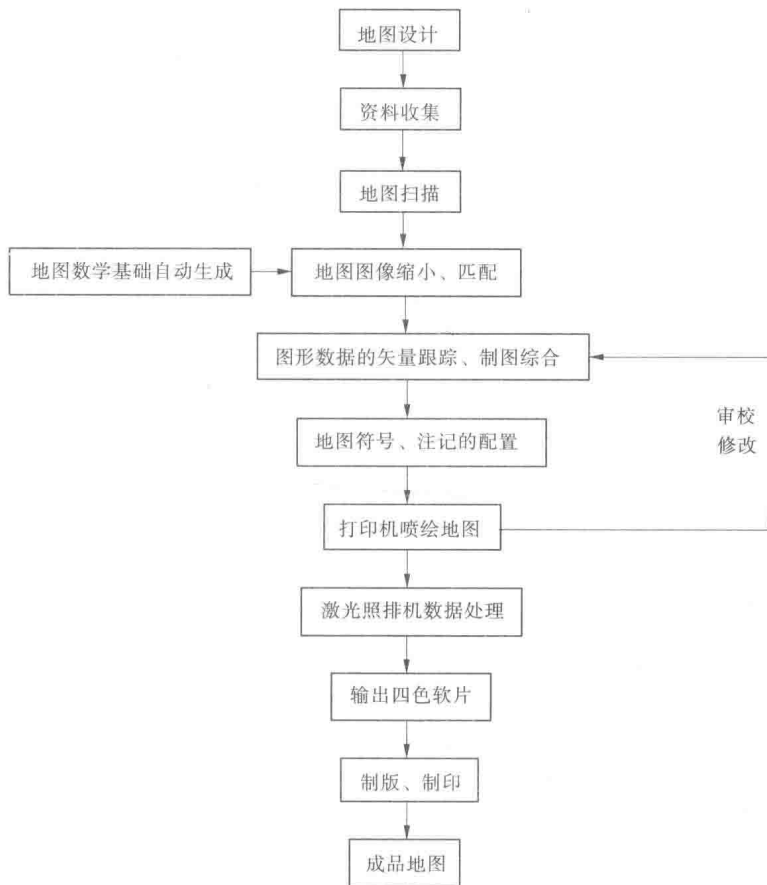 地图设计
资料收集
地图扫描
地图数学基础自动生成
地图图像缩小、匹配
图形数据的矢量跟踪、制图综合
审校
修改
地图符号、注记的配置
打印机喷绘地图
激光照排机数据处理
输出四色软片
制版、制印
成品地图